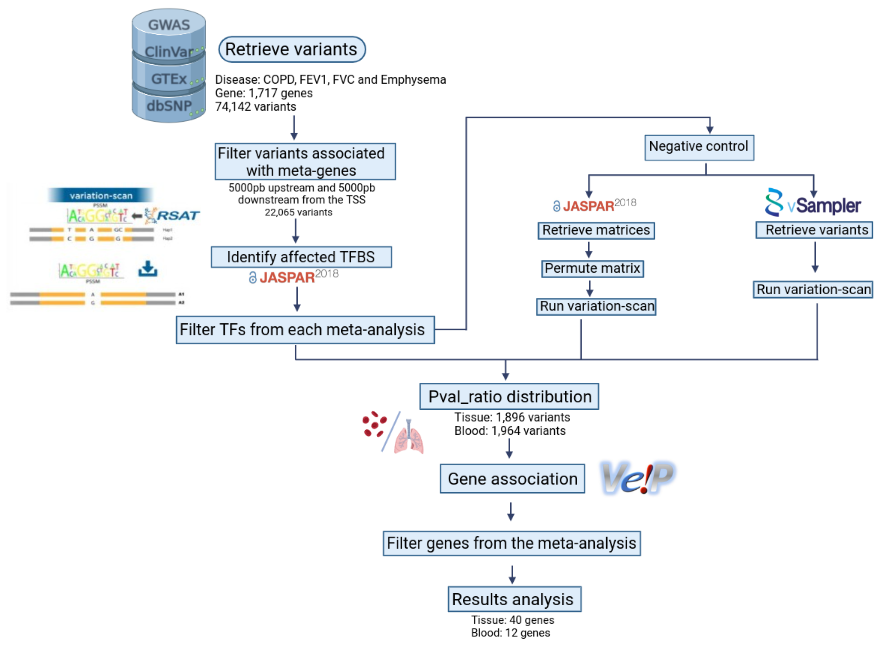 GWAS
ClinVar
GTEx
dbSNP
Retrieve variants
Disease: COPD, FEV1, FVC and Emphysema
Gene: 1,717 genes
74,142 variants
Filter variants associated
with meta-genes
5000pb upstream and 5000pb
downstream from the TSS
22,065 variants
variation-scan
PSSM
RSAT
T A GC
C G G
PSSM
A
A1
G
A2
Identify affected TFBS
JASPAR2018
Filter TFs from each meta-analysis
Negative control
JASPAR2018
Retrieve matrices
Permute matrix
Run variation-scan
vSampler
Retrieve variants
Run variation-scan
Pval_ratio distribution
Tissue: 1,896 variants
Blood: 1,964 variants
Gene association
Ve!P
Filter genes from the meta-analysis
Results analysis
Tissue: 40 genes
Blood: 12 genes